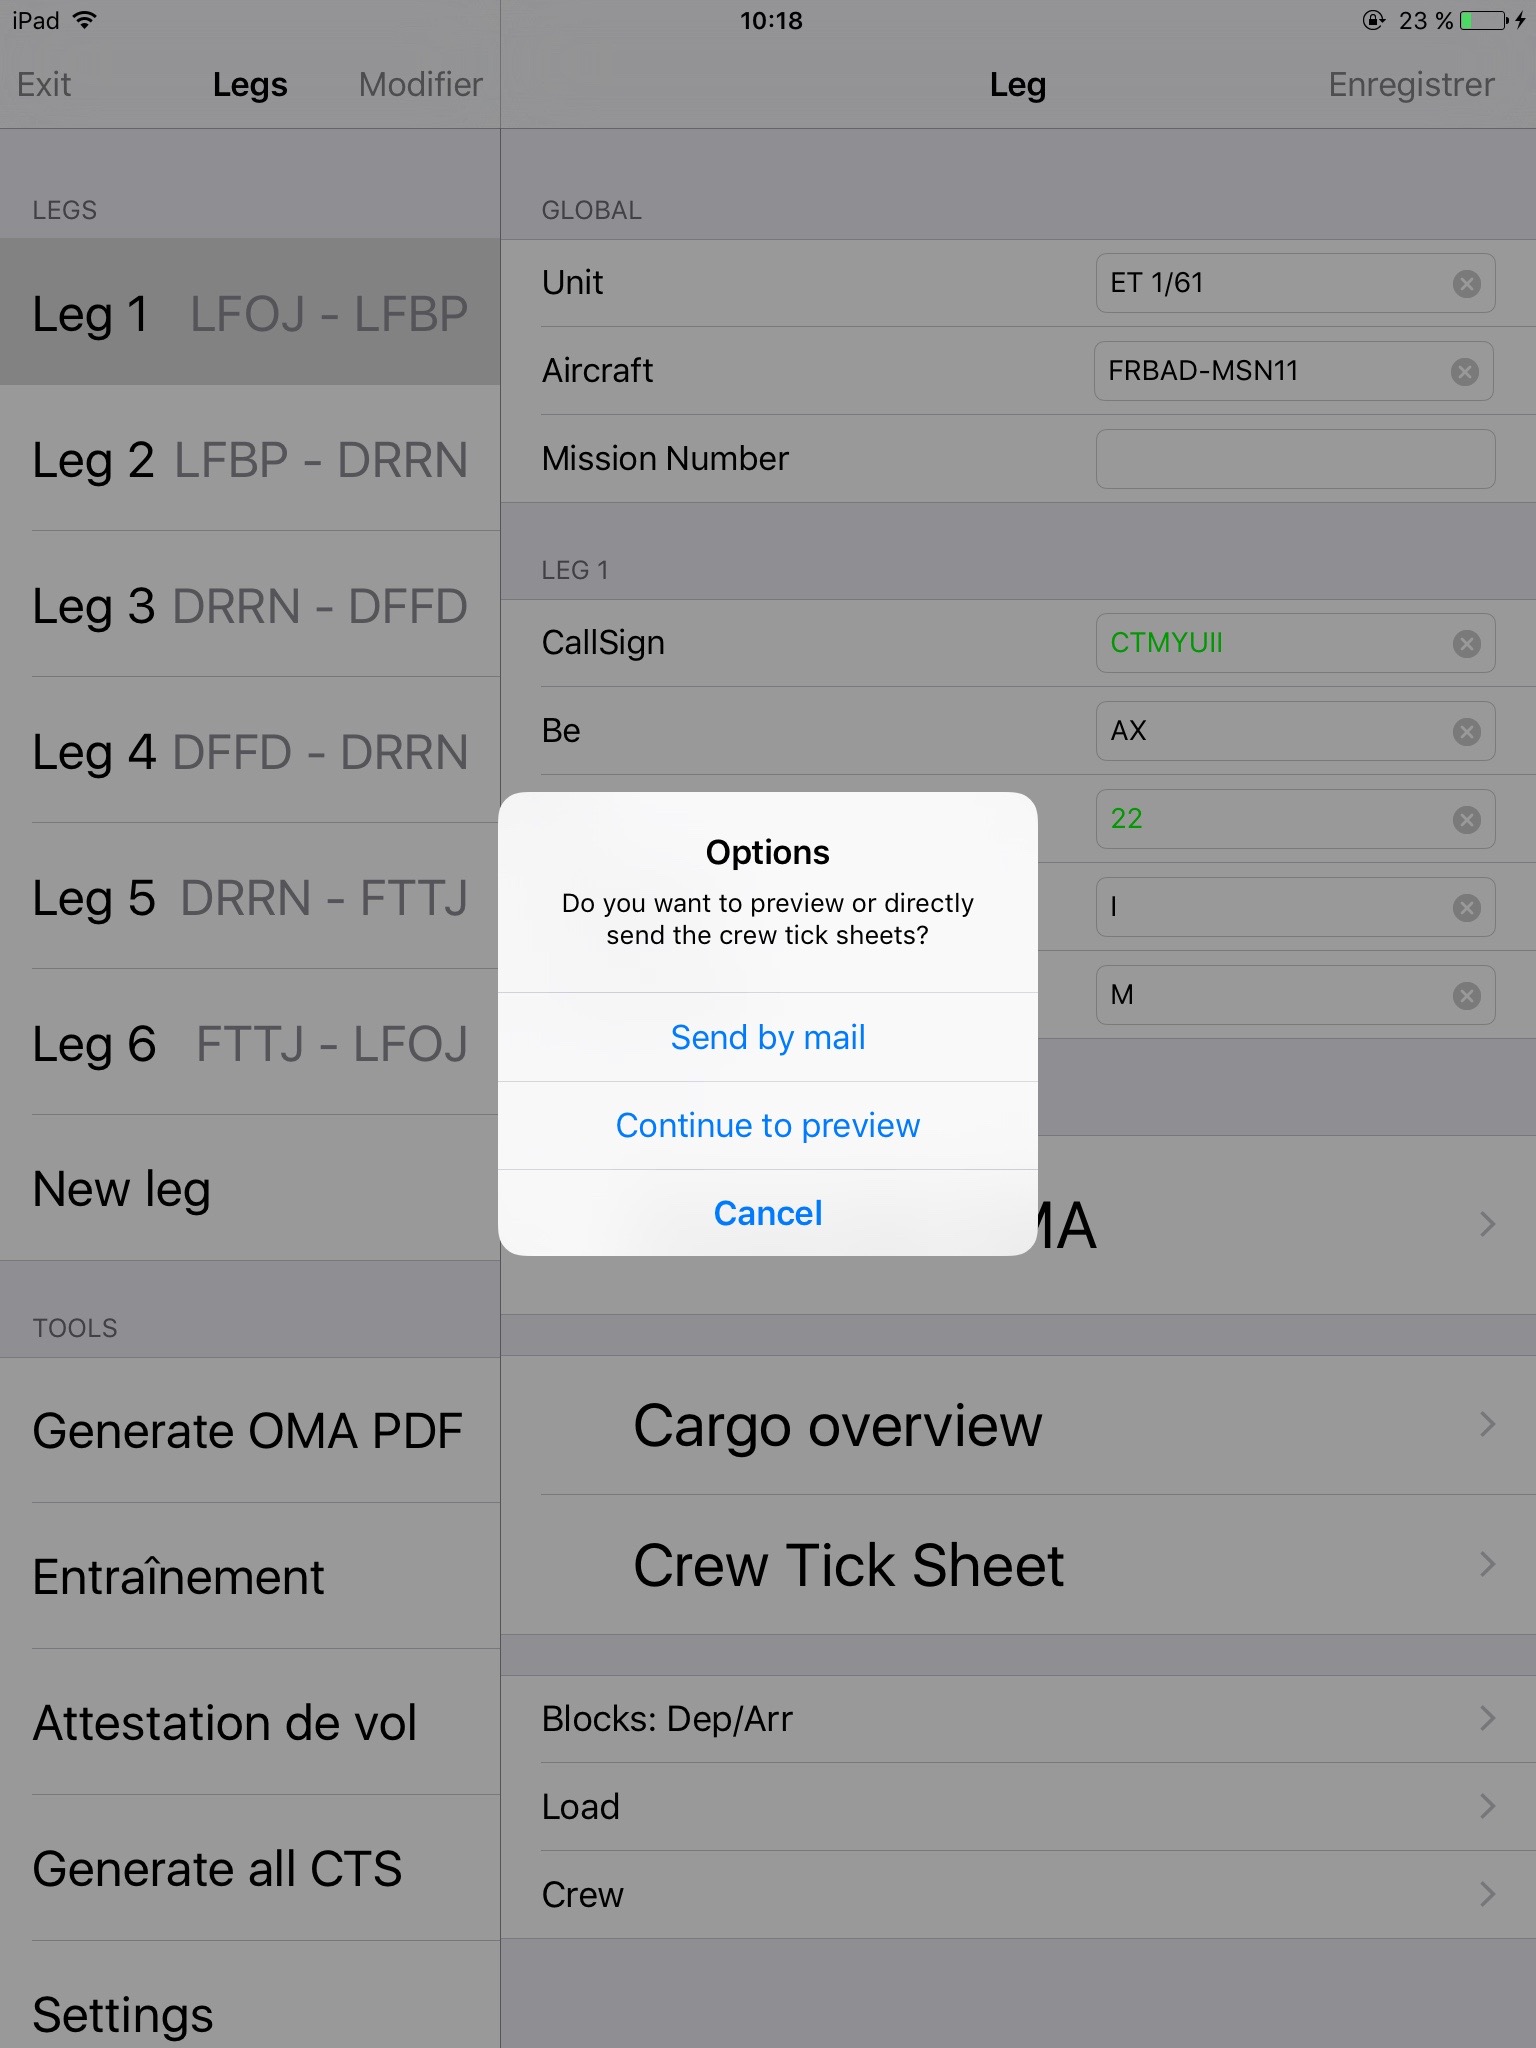 iPad
10:18
23 %
Exit
Legs
Modifier
Leg
Enregistrer
LEGS
Leg 1 LFOJ - LFBP
Leg 2 LFBP - DRRN
Leg 3 DRRN - DFFD
Leg 4 DFFD - DRRN
Leg 5 DRRN - FTTJ
Leg 6 FTTJ - LFOJ
New leg
TOOLS
Generate OMA PDF
Entraînement
Attestation de vol
Generate all CTS
Settings
GLOBAL
Unit ET 1/61
Aircraft FRBAD-MSN11
Mission Number
LEG 1
CallSign CTMYUII
Be AX
22
I
M
Options
Do you want to preview or directly
send the crew tick sheets?
Send by mail
Continue to preview
Cancel
Cargo overview
Crew Tick Sheet
Blocks: Dep/Arr
Load
Crew